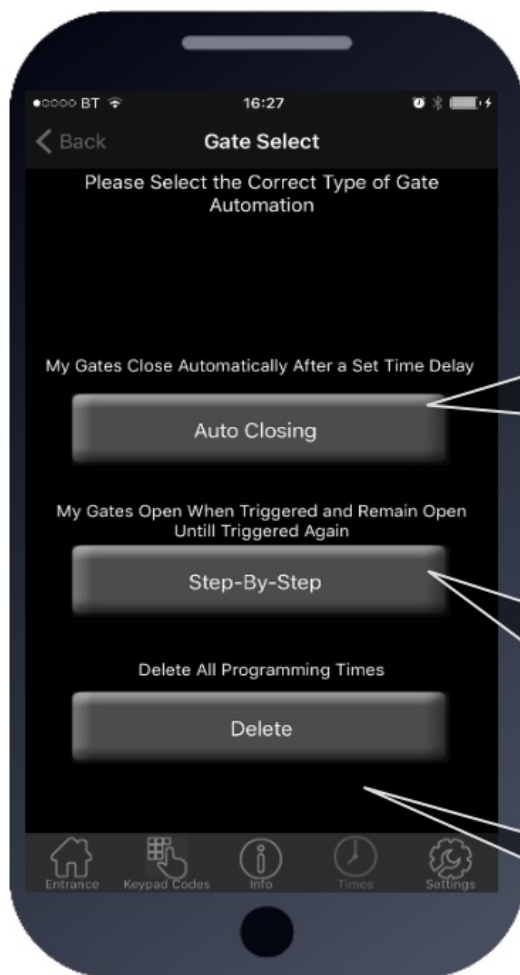 BT 16:27
Back Gate Select
Please Select the Correct Type of Gate
Automation
My Gates Close Automatically After a Set Time Delay
Auto Closing
My Gates Open When Triggered and Remain Open
Untill Triggered Again
Step-By-Step
Delete All Programming Times
Delete
Entrance Keypad Codes Info Times Settings